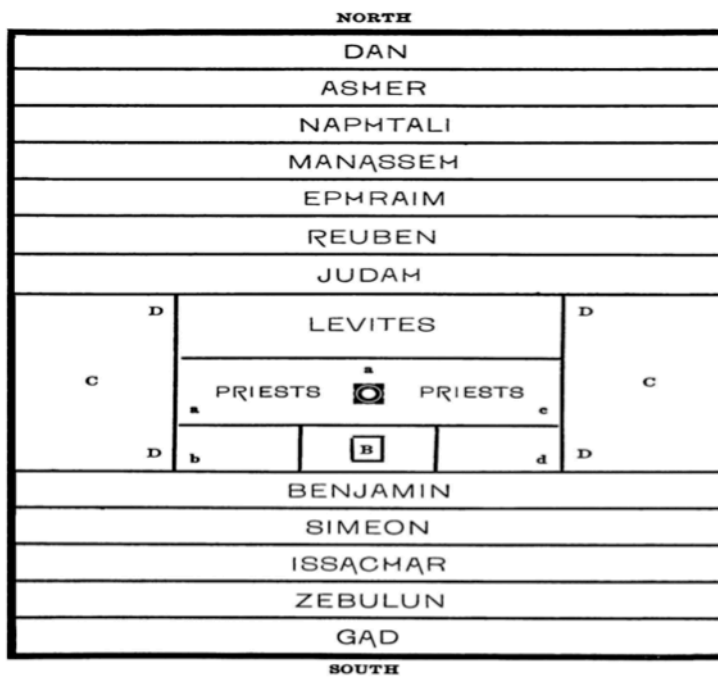 NORTH
DAN
ASHER
NAPHTALI
MANASSEH
EPHRAIM
REUBEN
JUDAH
D LEVITES D
a
C PRIESTS PRIESTS C
a c
D b B d D
BENJAMIN
SIMEON
ISSACHAR
ZEBULUN
GAD
SOUTH